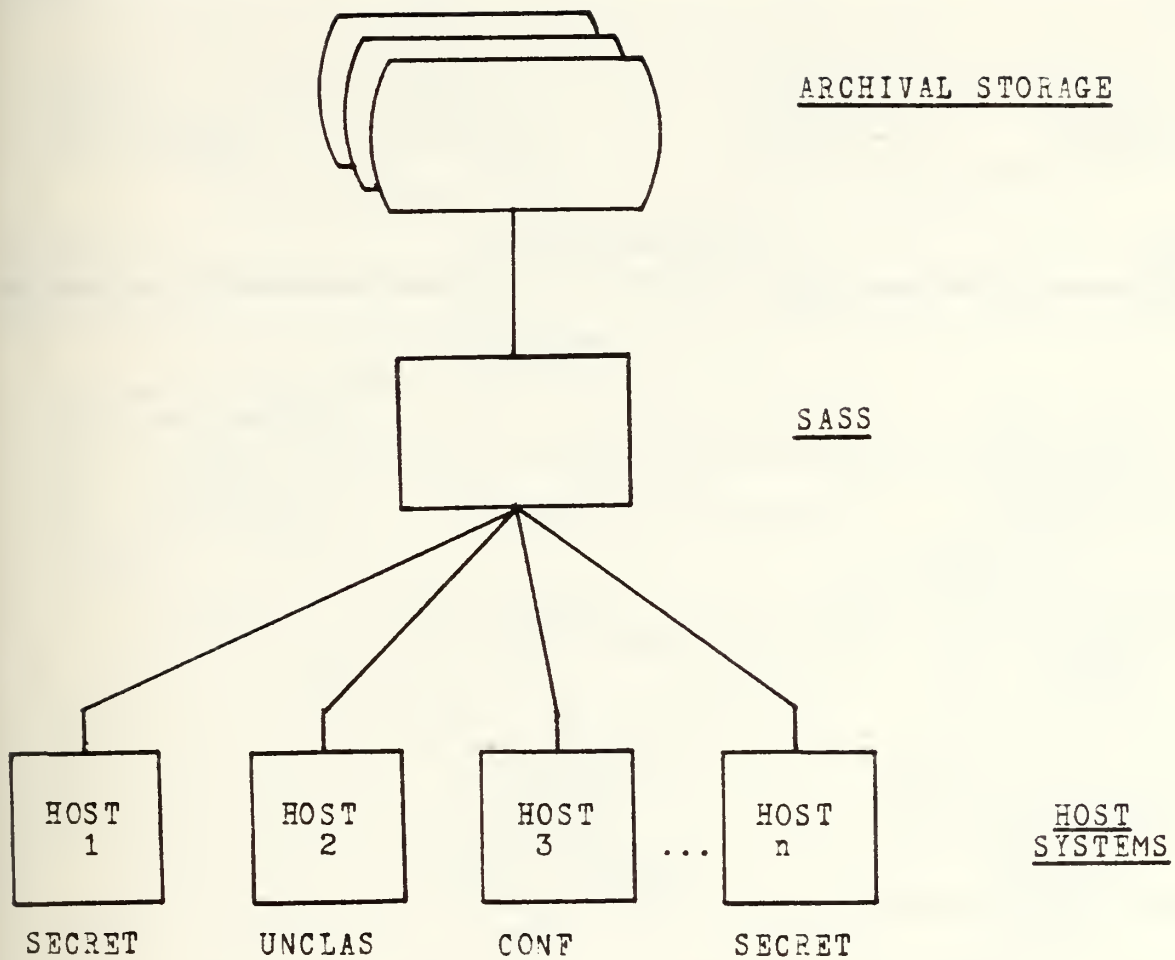 ARCHIVAL STORAGE
SASS
HOST
1
HOST
2
HOST
3
...
HOST
n
HOST
SYSTEMS
SECRET
UNCLAS
CONF
SECRET